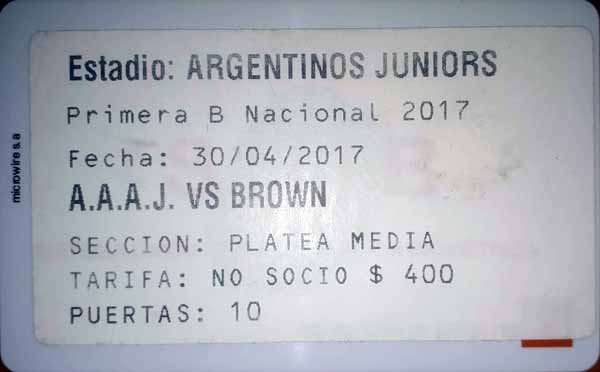 Estadio: ARGENTINOS JUNIORS
Primera B Nacional 2017
Fecha: 30/04/2017
A.A.A.J. VS BROWN
SECCION: PLATEA MEDIA
TARIFA: NO SOCIO $ 400
PUERTAS: 10
microwire s.a